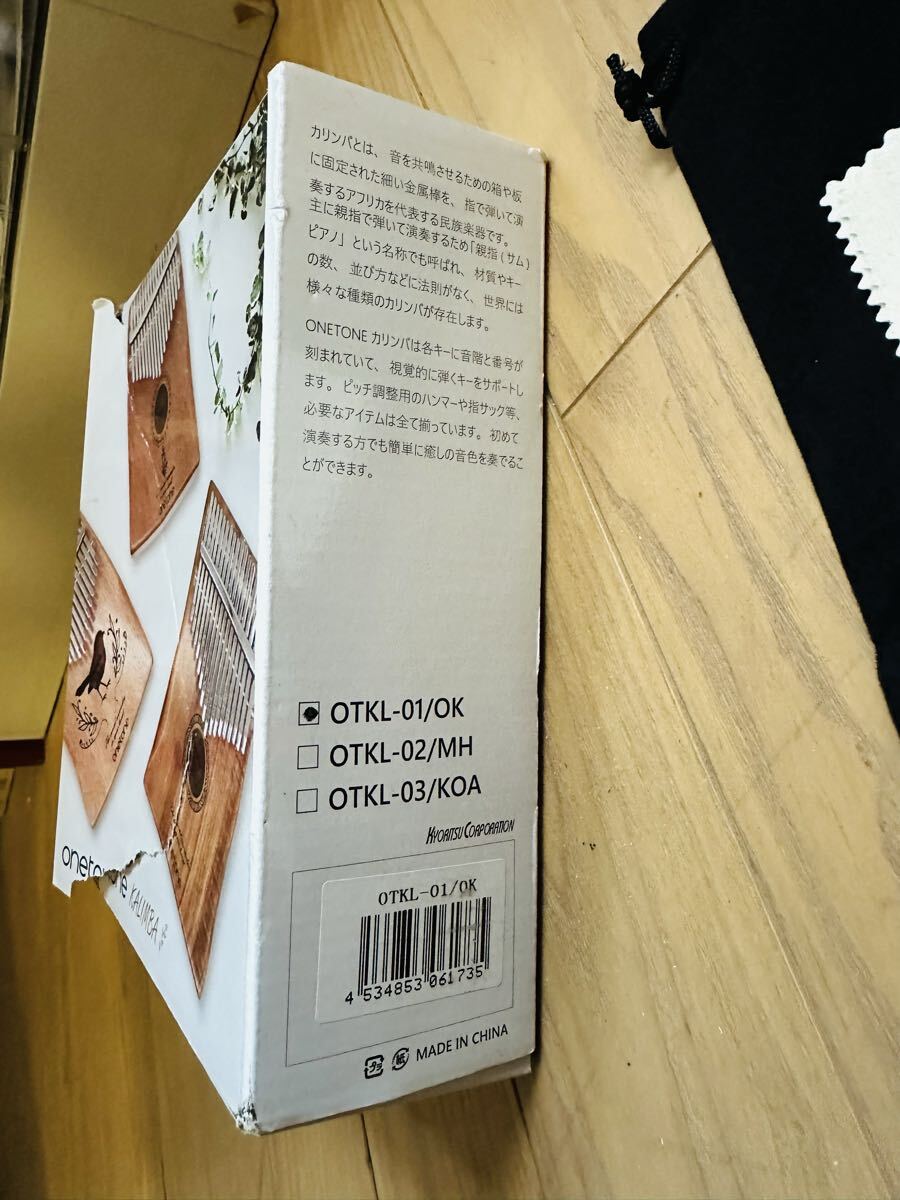 カリンバとは、音を共鳴させるための箱や板
に固定された細い金属棒を、指で弾いて演
奏するアフリカを代表する民族楽器です。
主に親指で弾いて演奏するため「親指(サム)
ピアノ」という名称でも呼ばれ、材質やキー
の数、並び方などに法則がなく、世界には
様々な種類のカリンバが存在します。
ONETONE カリンバは各キーに音階と番号が
刻まれていて、視覚的に弾くキーをサポートし
ます。ピッチ調整用のハンマーや指サック等、
必要なアイテムは全て揃っています。初めて
演奏する方でも簡単に癒しの音色を奏でるこ
とができます。
OTKL-01/OK
OTKL-02/MH
OTKL-03/KOA
KYORITSU CORPORATION
OTKL-01/OK
4 534853 061735
プラ 紙 MADE IN CHINA
onetone KALIMBA